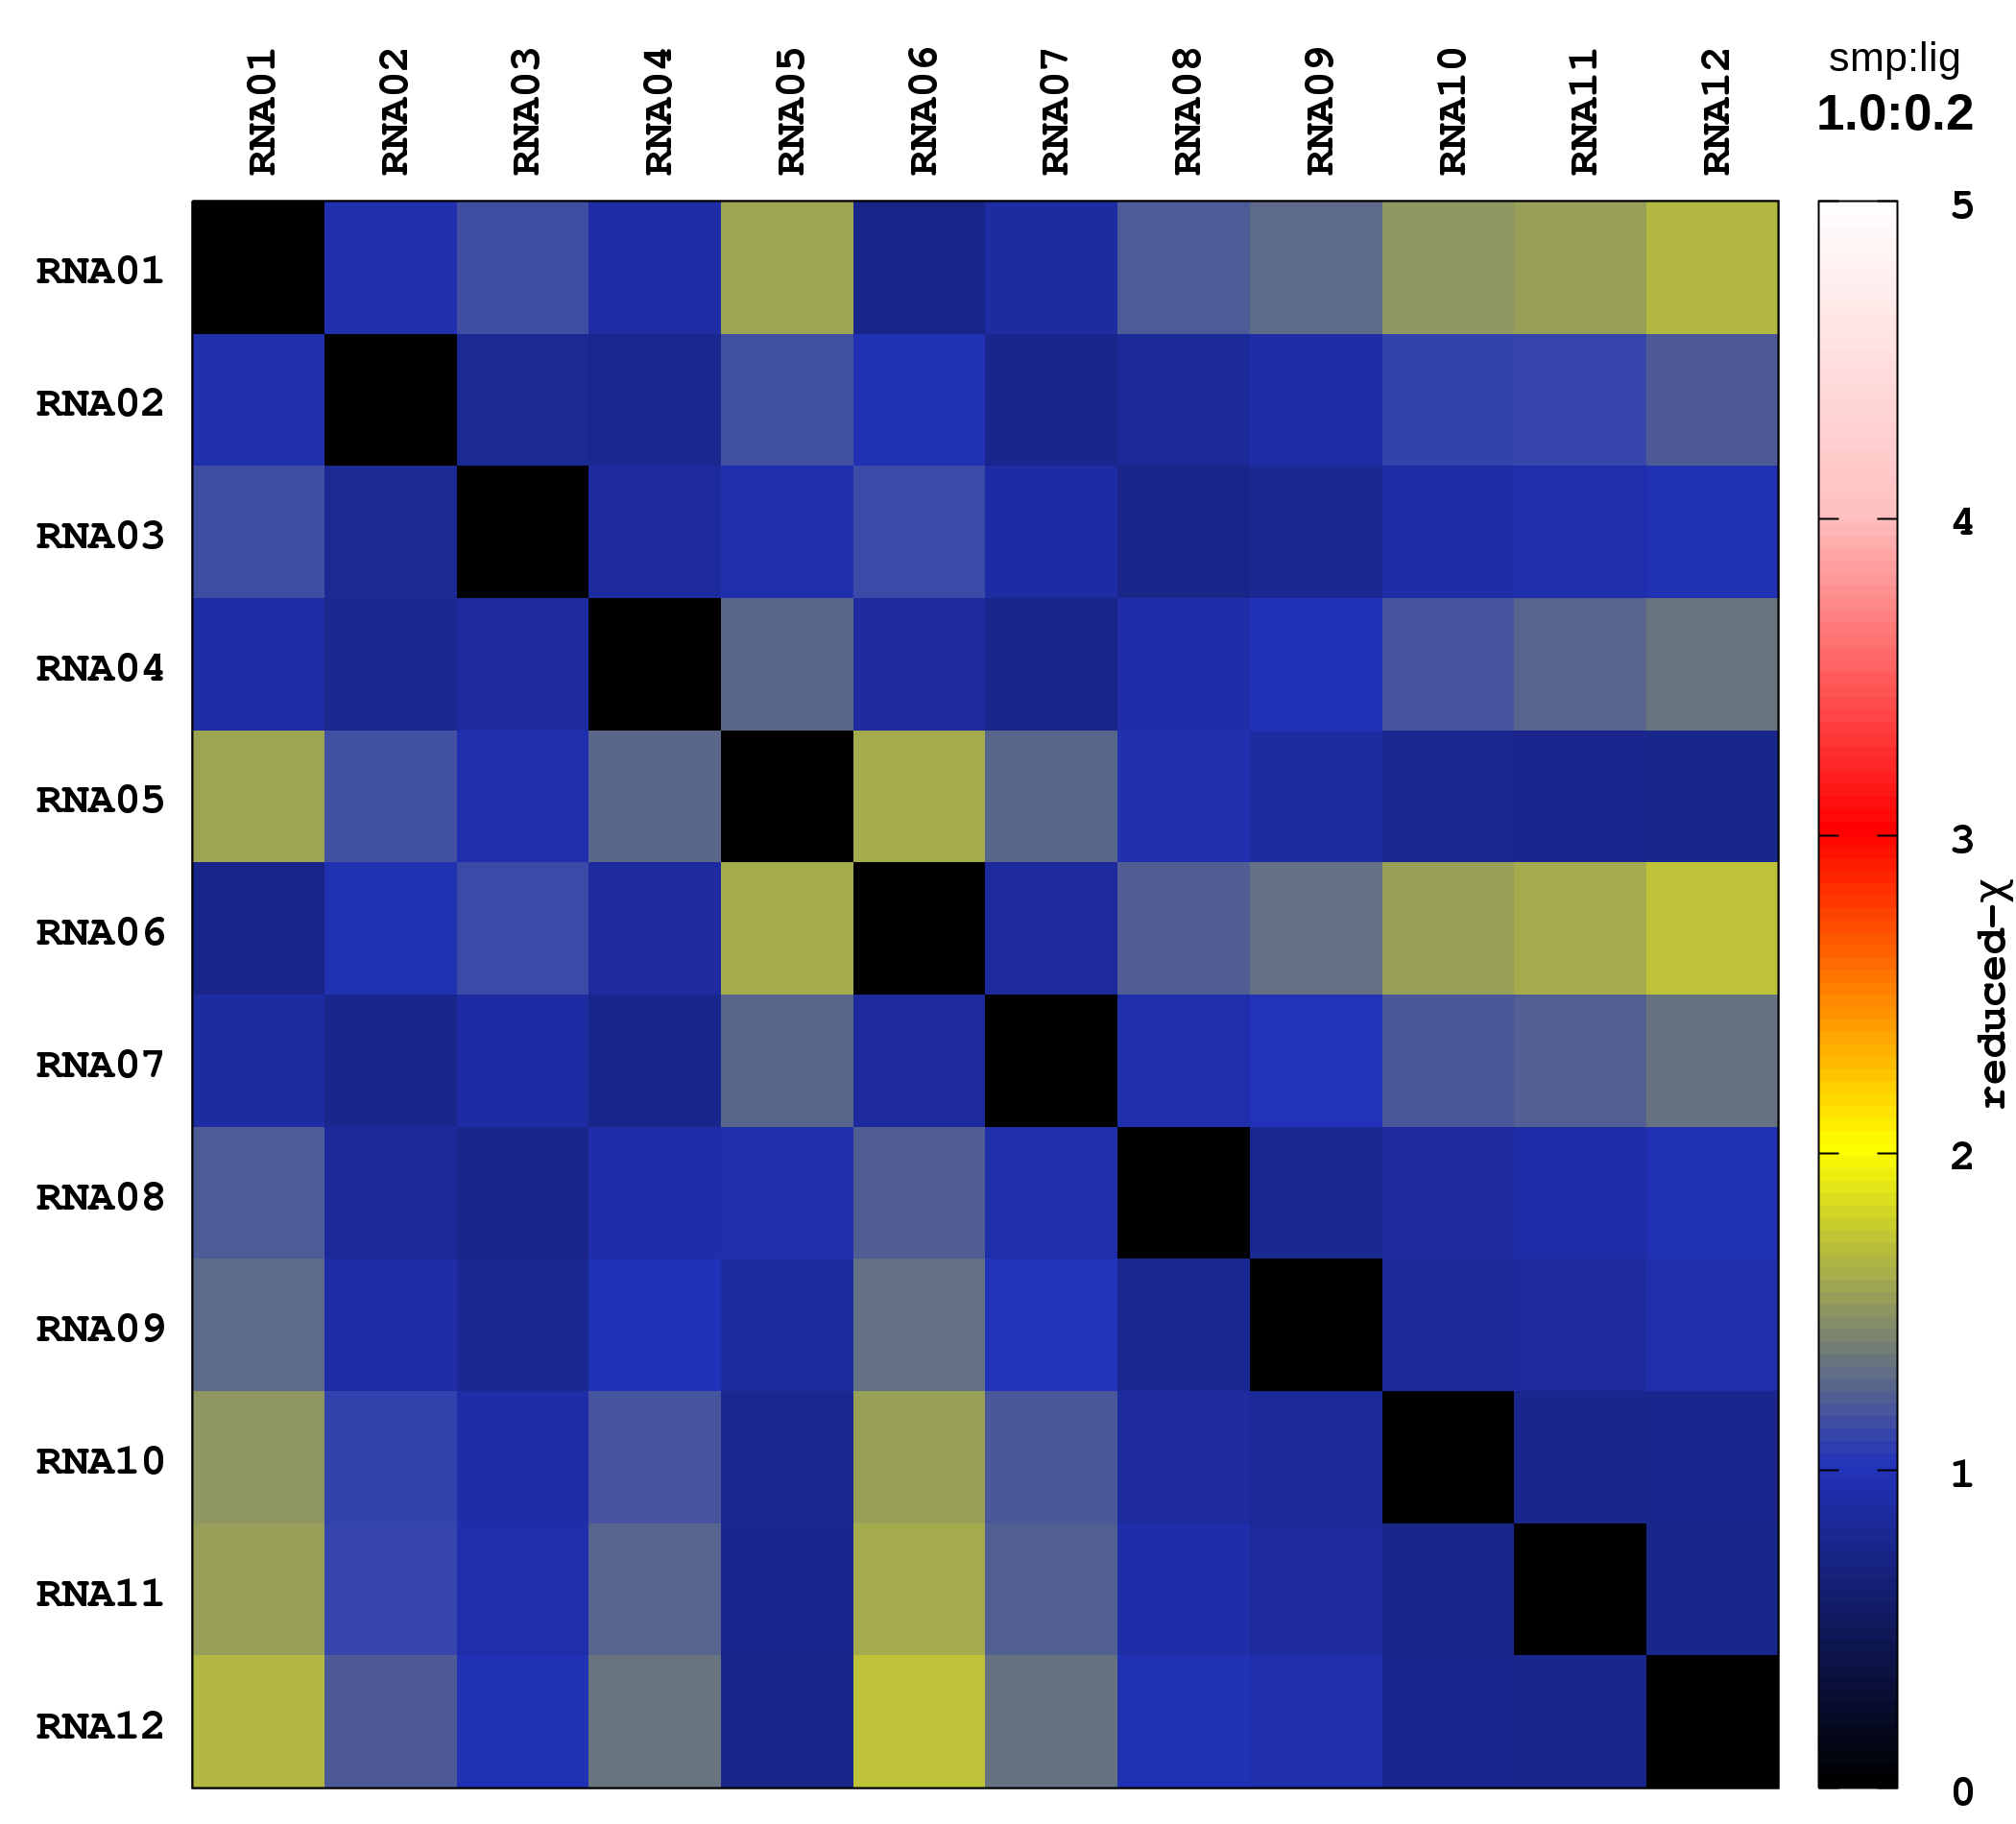 RNA01 RNA02 RNA03 RNA04 RNA05 RNA06 RNA07 RNA08 RNA09 RNA10 RNA11 RNA12
smp:lig
1.0:0.2
RNA01
RNA02
RNA03
RNA04
RNA05
RNA06
RNA07
RNA08
RNA09
RNA10
RNA11
RNA12
5
4
3
2
1
0
reduced-χ